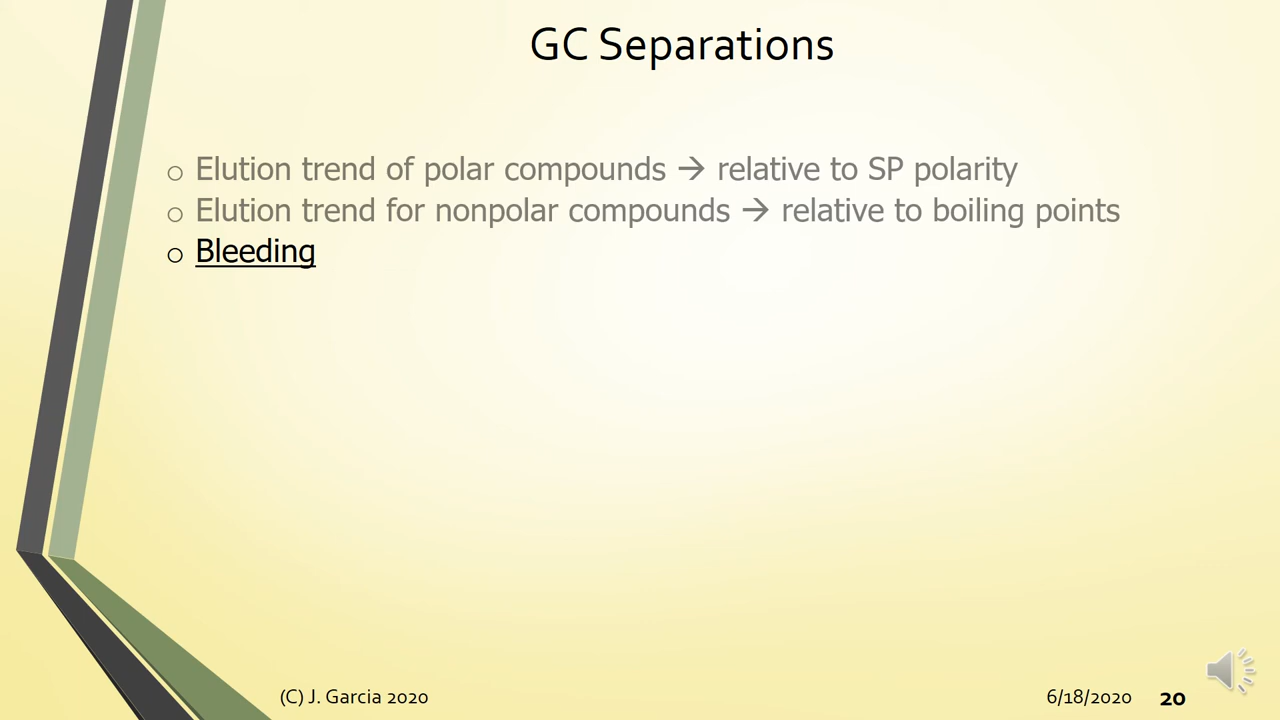 GC Separations
o Elution trend of polar compounds → relative to SP polarity
o Elution trend for nonpolar compounds → relative to boiling points
o Bleeding
(C) J. Garcia 2020
6/18/2020 20